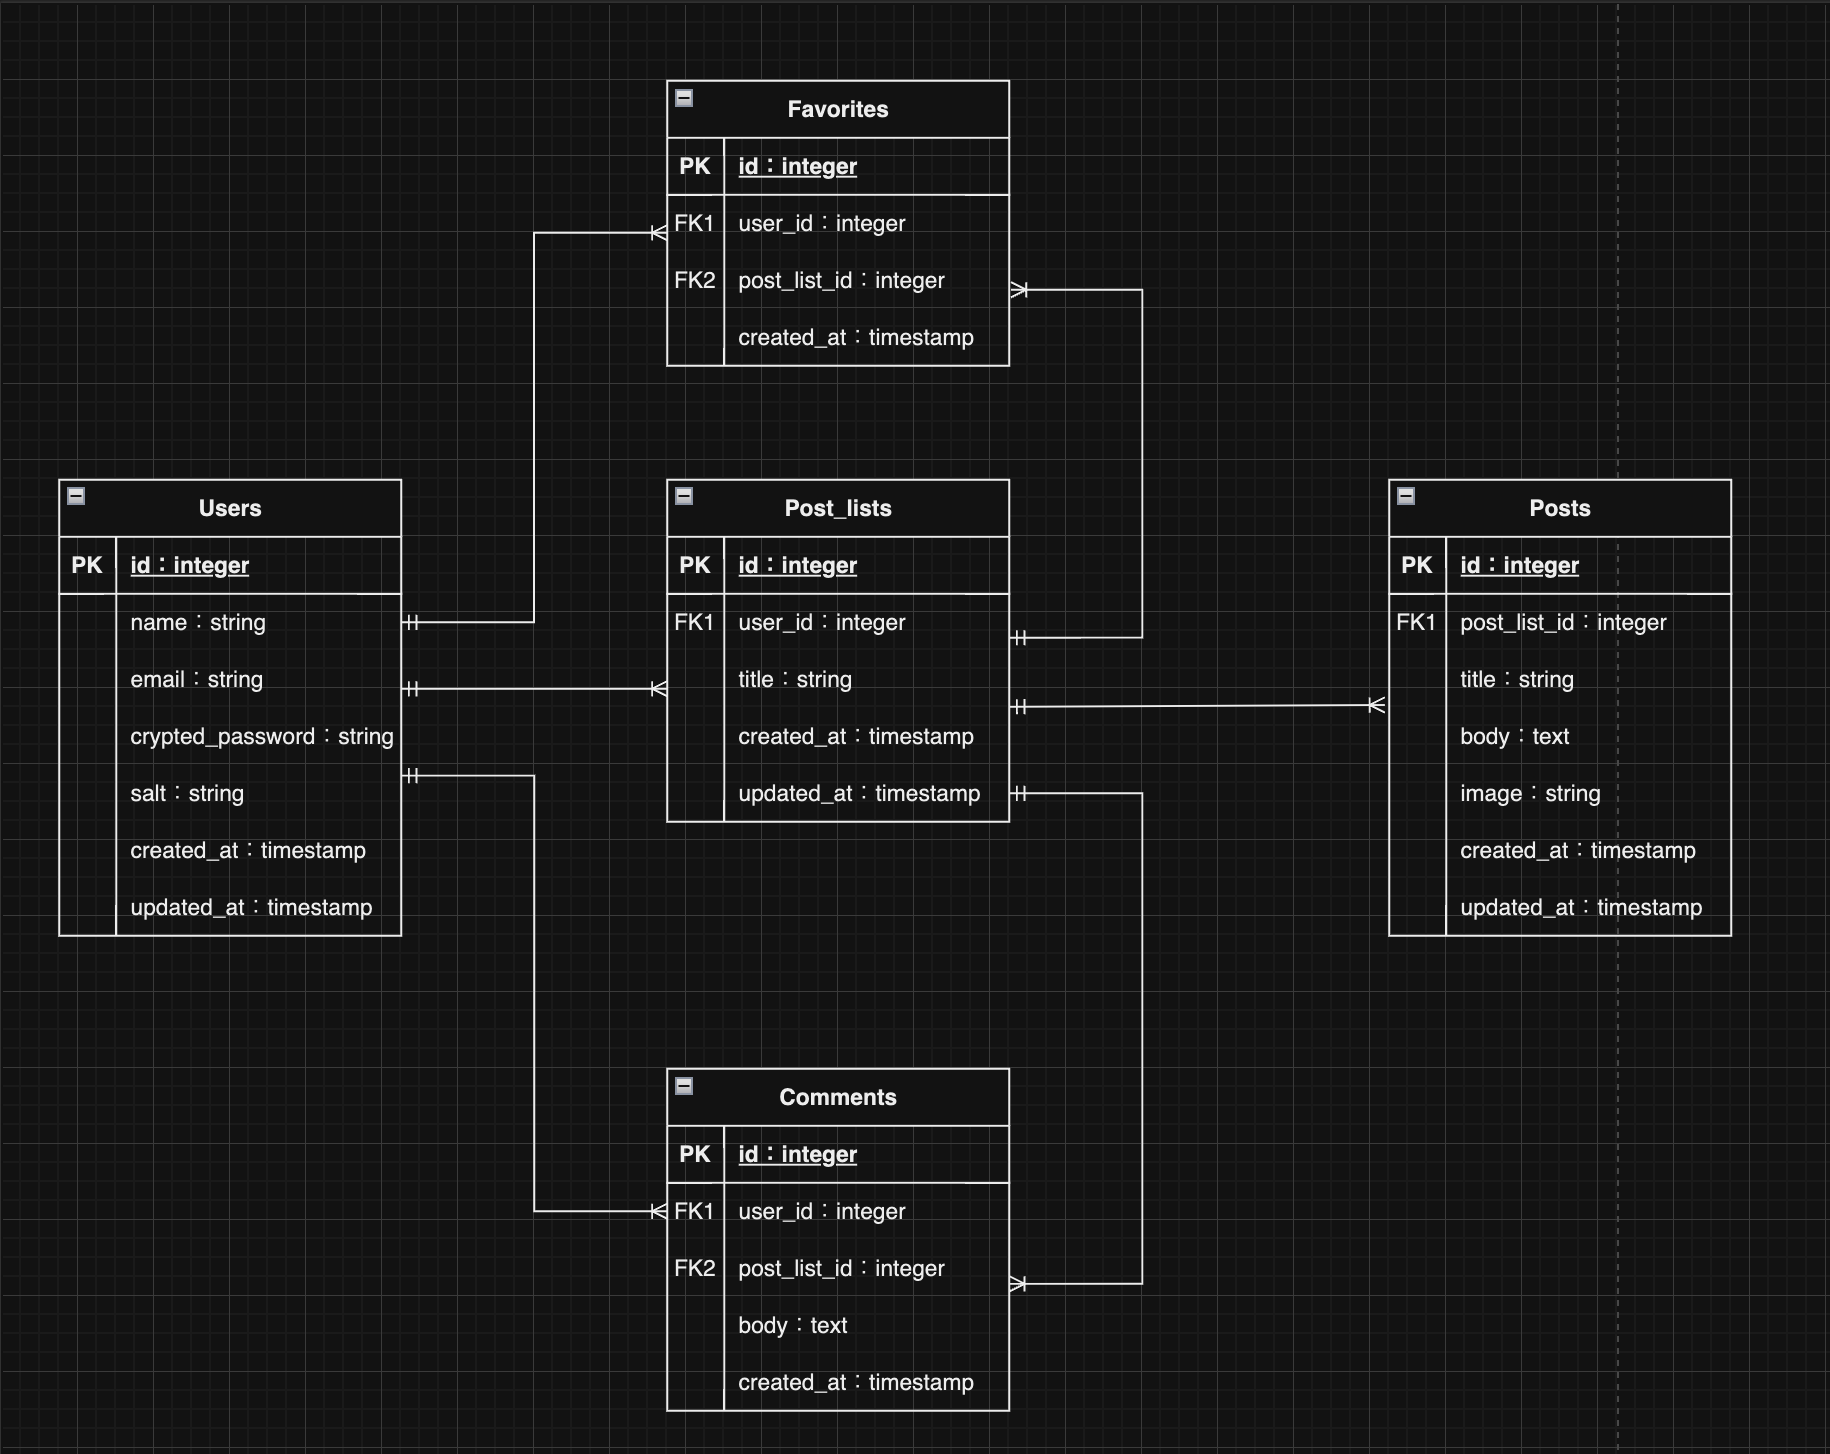 Favorites
PK id：integer
FK1 user_id：integer
FK2 post_list_id：integer
created_at：timestamp
Users
PK id：integer
name：string
email：string
crypted_password：string
salt：string
created_at：timestamp
updated_at：timestamp
Post_lists
PK id：integer
FK1 user_id：integer
title：string
created_at：timestamp
updated_at：timestamp
Posts
PK id：integer
FK1 post_list_id：integer
title：string
body：text
image：string
created_at：timestamp
updated_at：timestamp
Comments
PK id：integer
FK1 user_id：integer
FK2 post_list_id：integer
body：text
created_at：timestamp